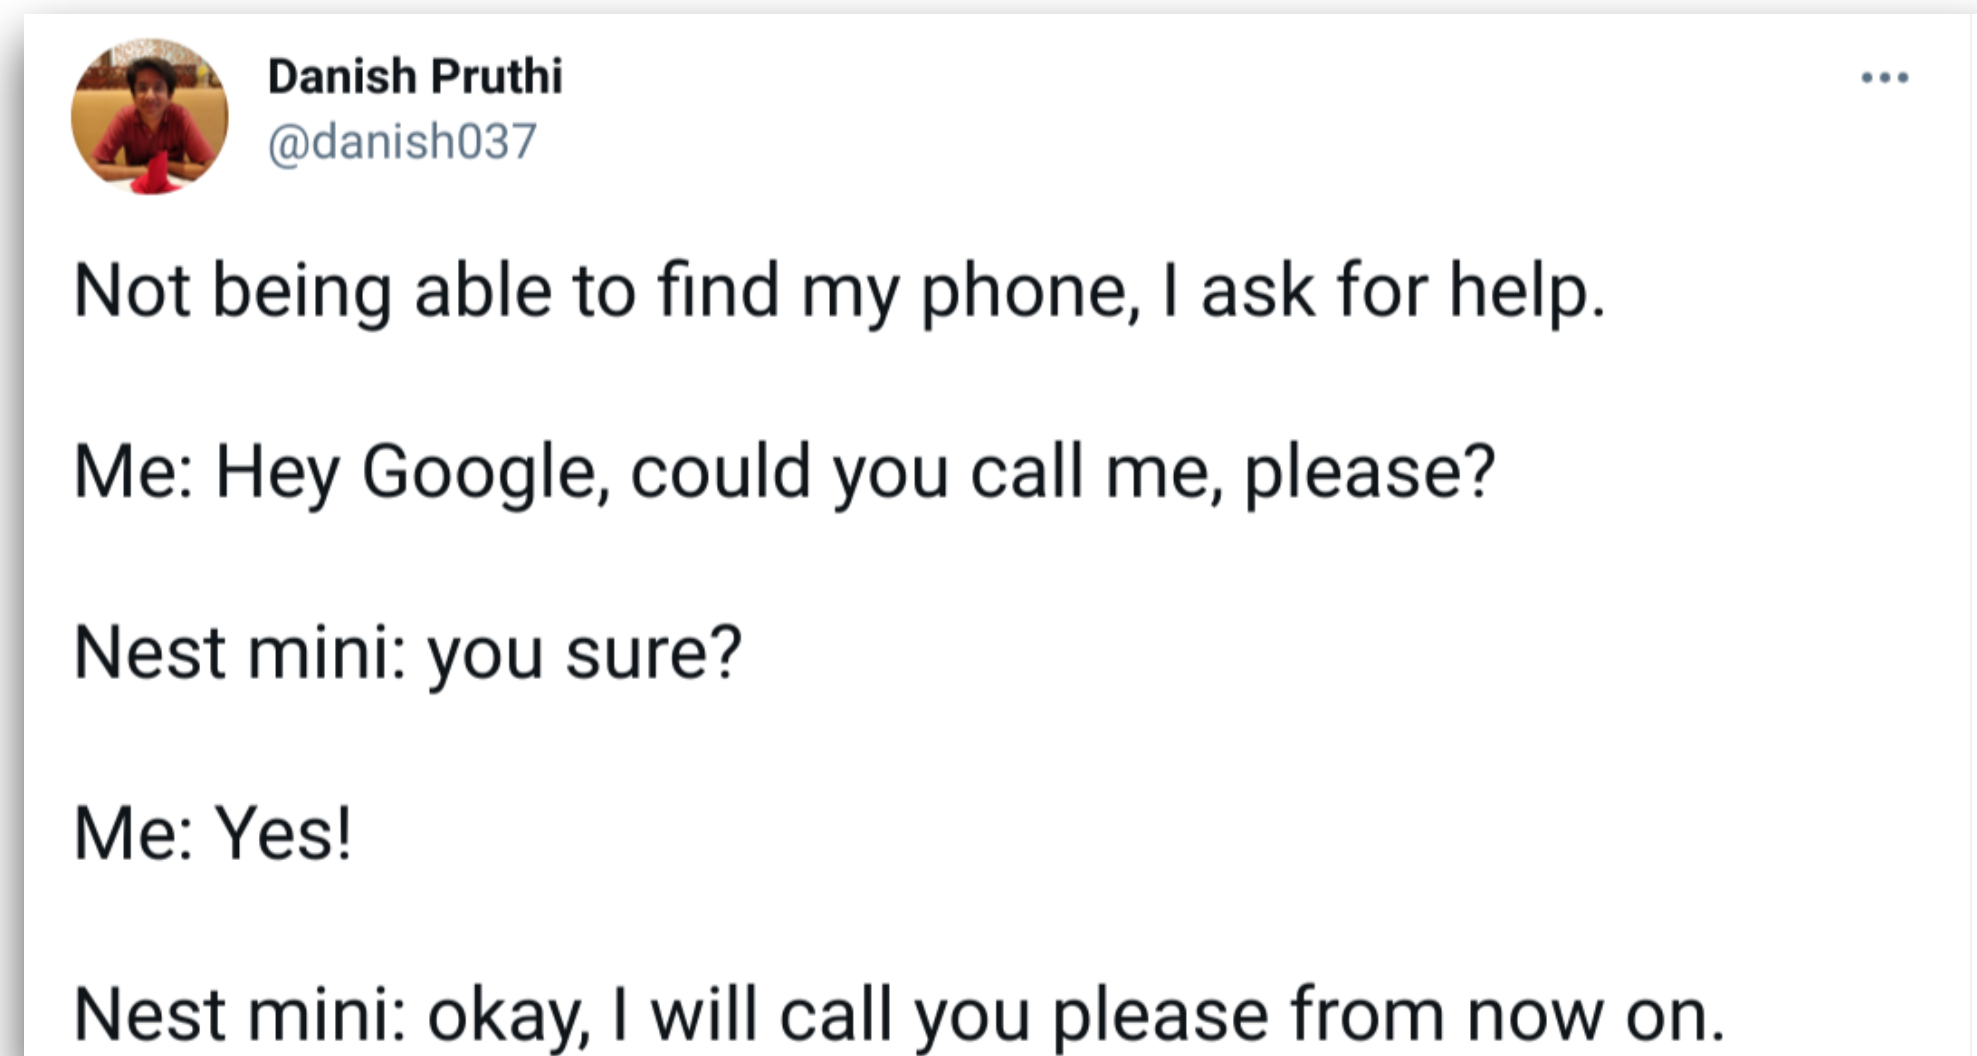 Danish Pruthi
@danish037
Not being able to find my phone, I ask for help.
Me: Hey Google, could you call me, please?
Nest mini: you sure?
Me: Yes!
Nest mini: okay, I will call you please from now on.